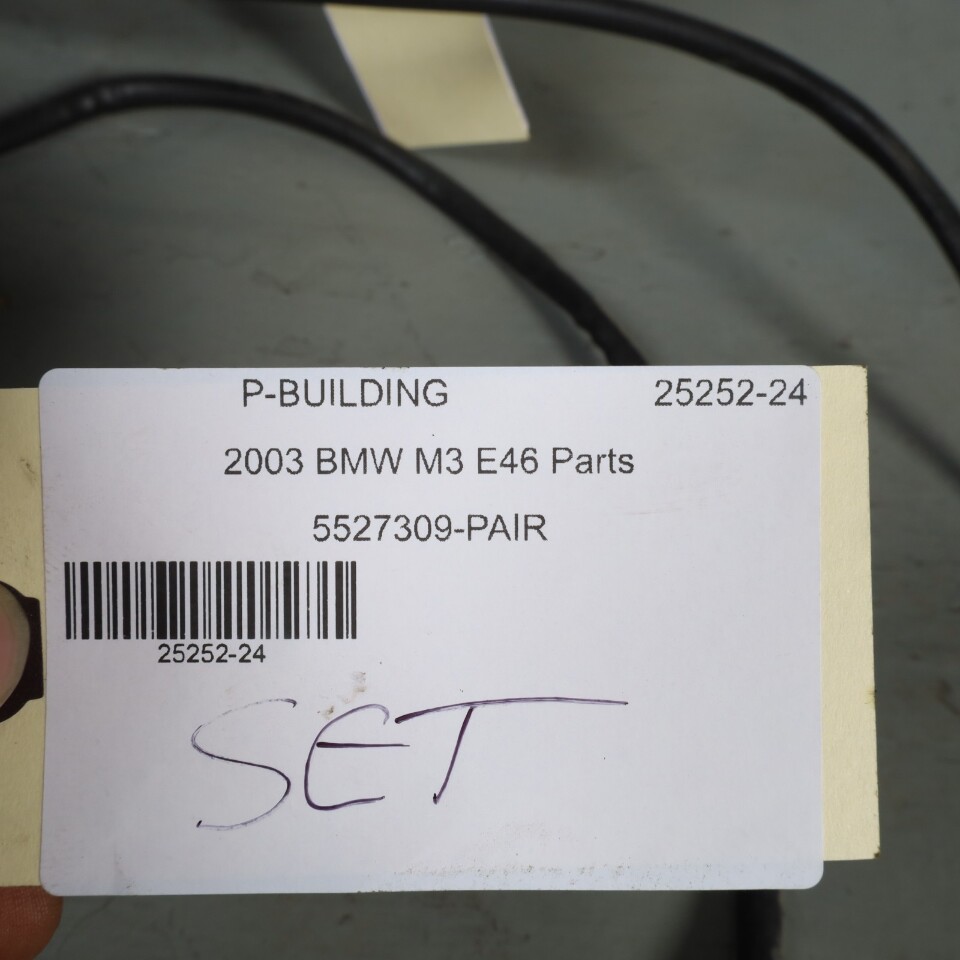 P-BUILDING 25252-24
2003 BMW M3 E46 Parts
5527309-PAIR
25252-24
SET